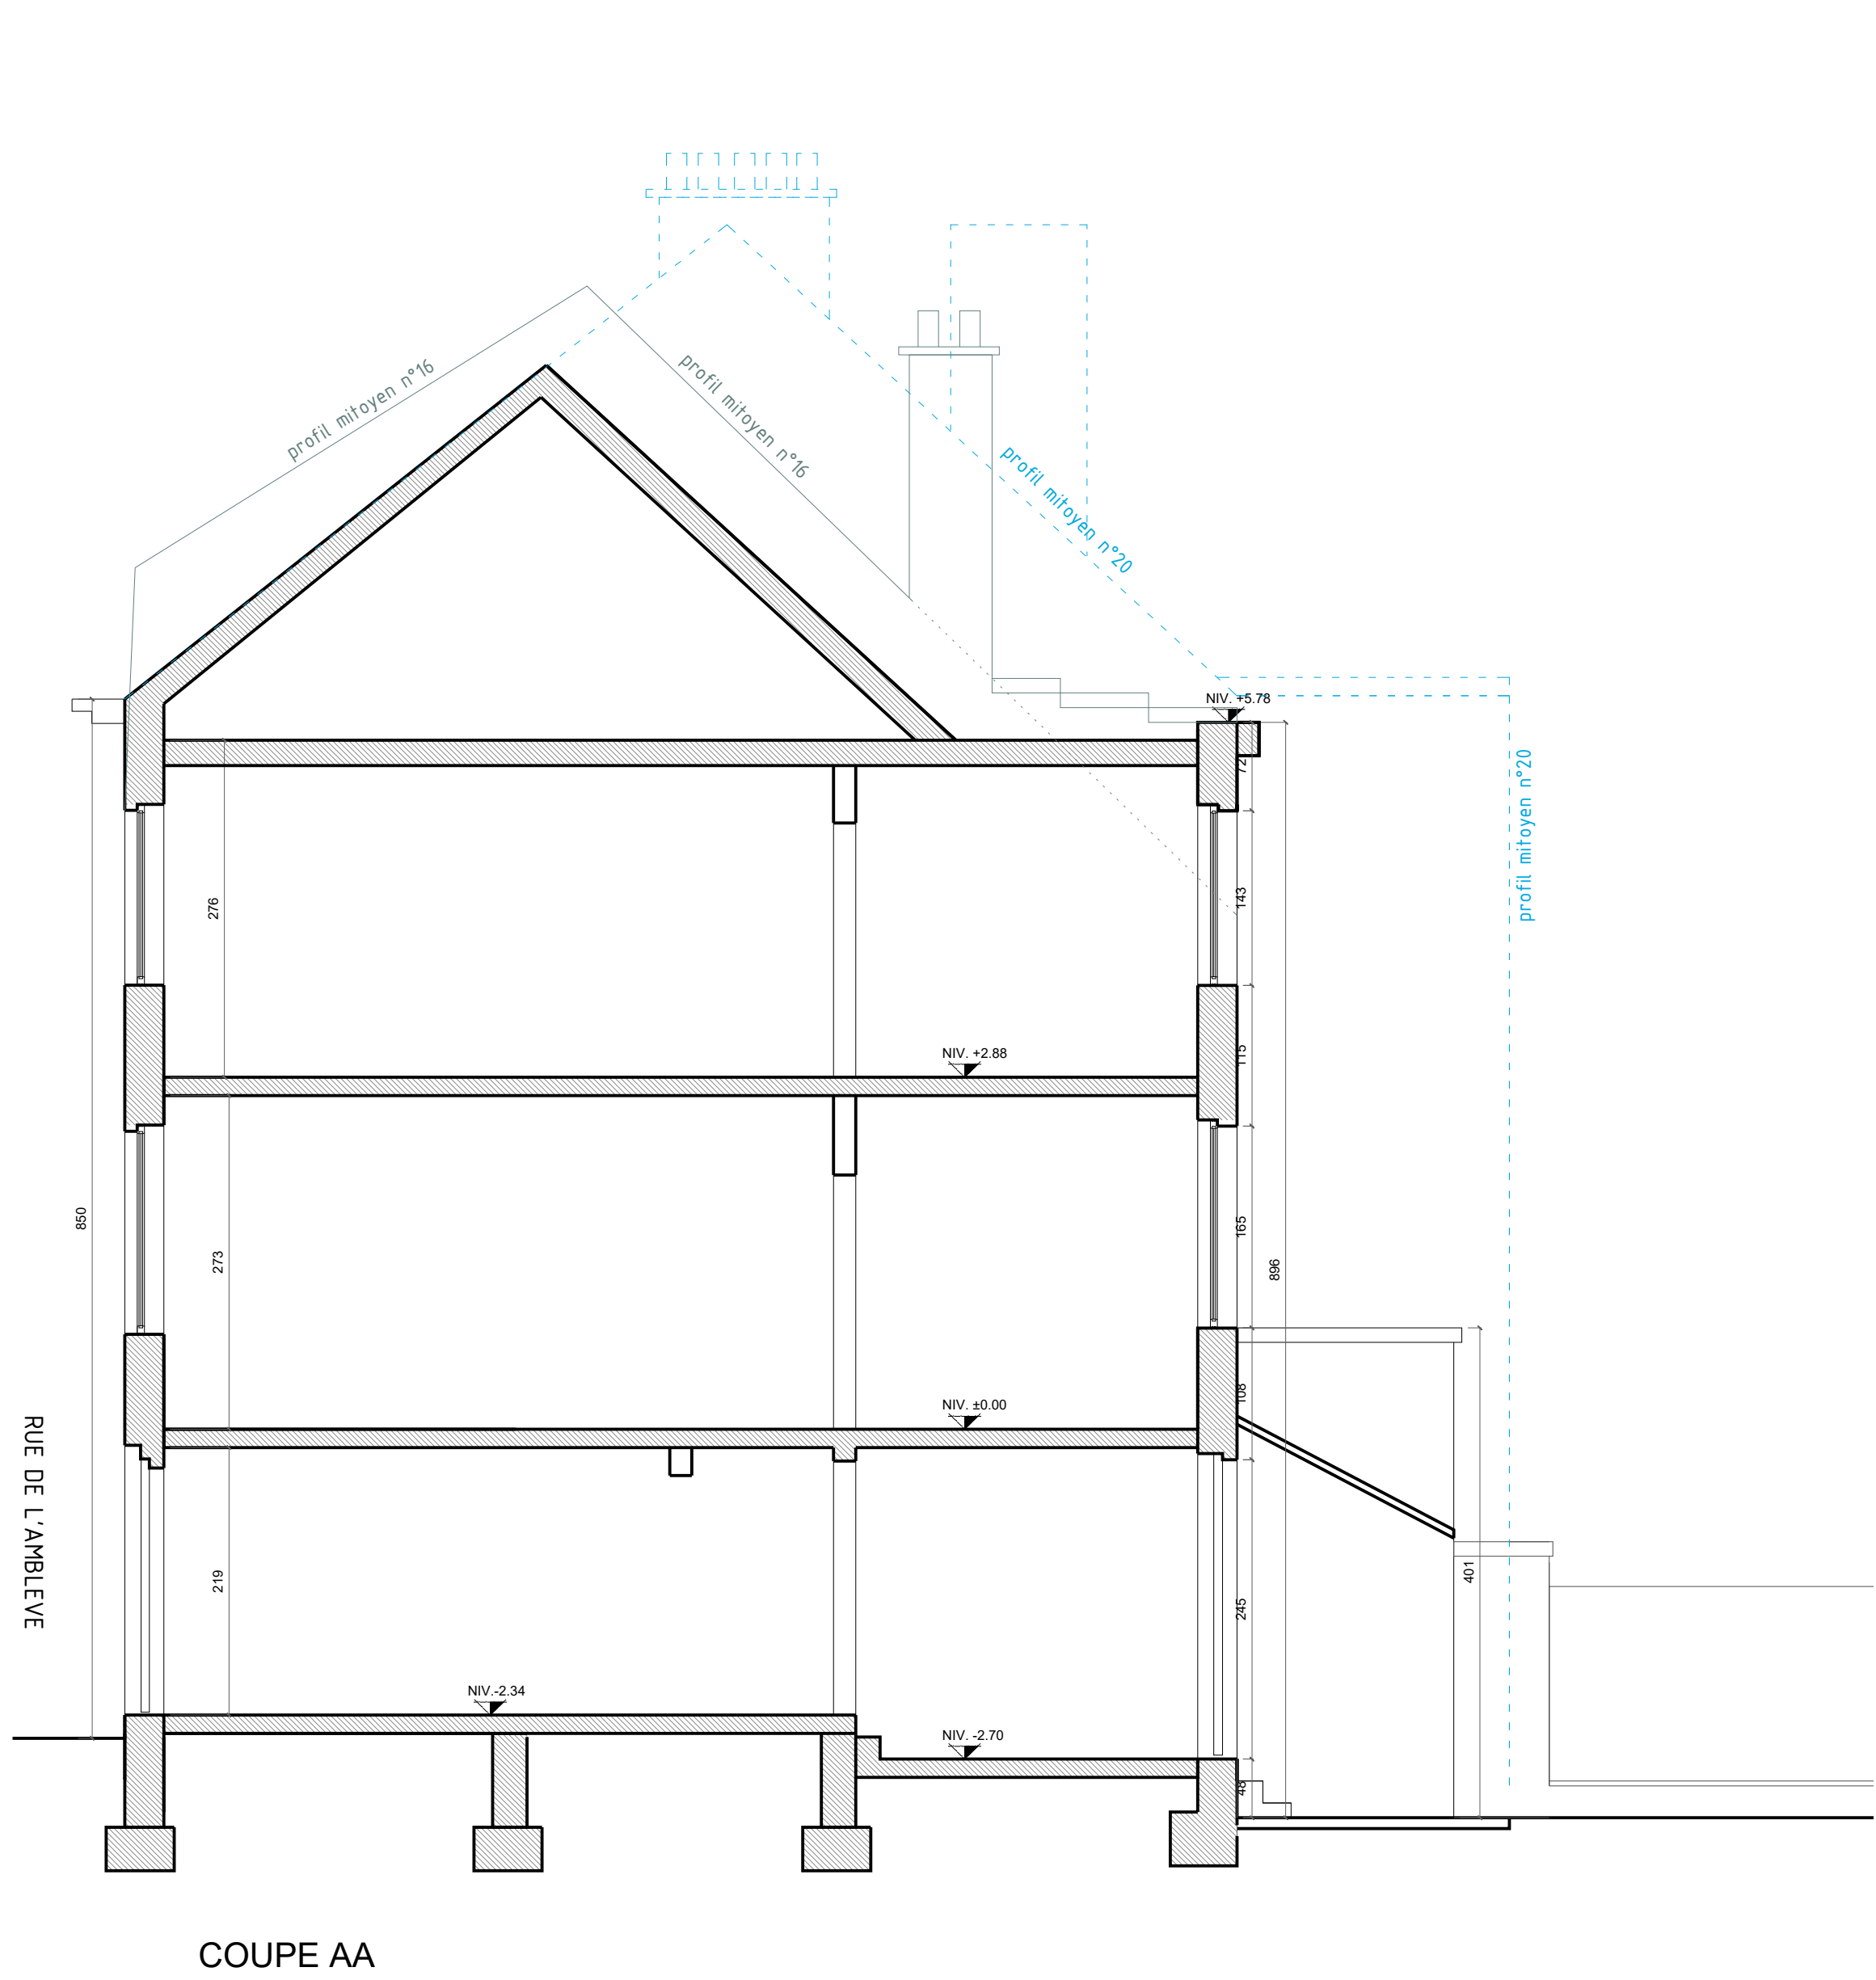 profil mitoyen n°16
profil mitoyen n°16
profil mitoyen n°20
NIV. +5.78
72
profil mitoyen n°20
276
143
NIV. +2.88
115
850
273
165
896
NIV. ±0.00
108
RUE DE L'AMBLEVE
219
245
401
NIV.-2.34
NIV. -2.70
48
COUPE AA